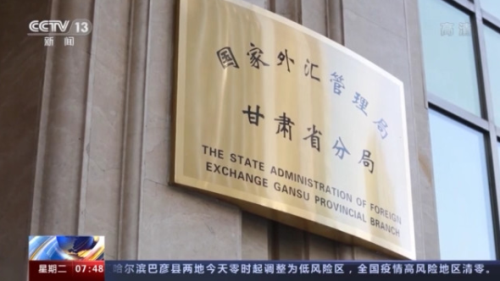 CCTV 13
新闻
国家外汇管理局
甘肃省分局
THE STATE ADMINISTRATION OF FOREIGN
EXCHANGE GANSU PROVINCIAL BRANCH
星期二 07:48 哈尔滨巴彦县两地今天零时起调整为低风险区，全国疫情高风险地区清零。